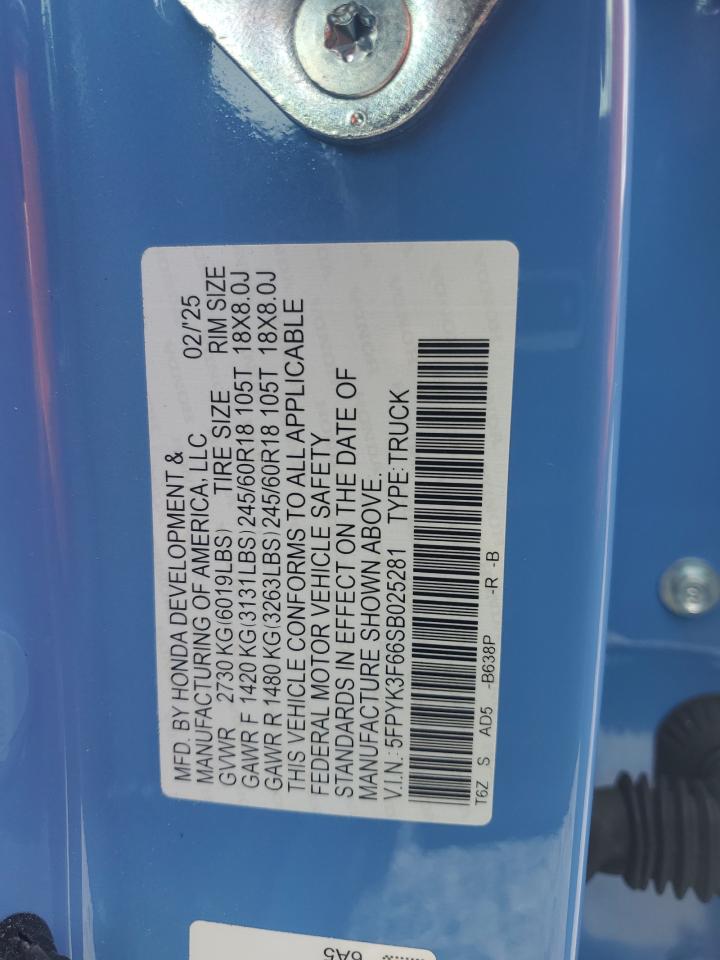 MFD. BY HONDA DEVELOPMENT & 02/'25
MANUFACTURING OF AMERICA, LLC
GVWR 2730 KG(6019LBS) TIRE SIZE RIM SIZE
GAWR F 1420 KG(3131LBS) 245/60R18 105T 18X8.0J
GAWR R 1480 KG(3263LBS) 245/60R18 105T 18X8.0J
THIS VEHICLE CONFORMS TO ALL APPLICABLE
FEDERAL MOTOR VEHICLE SAFETY
STANDARDS IN EFFECT ON THE DATE OF
MANUFACTURE SHOWN ABOVE.
V.I.N.: 5FPYK3F66SB025281 TYPE: TRUCK
T6Z S AD5 -B638P -R -B
6A5